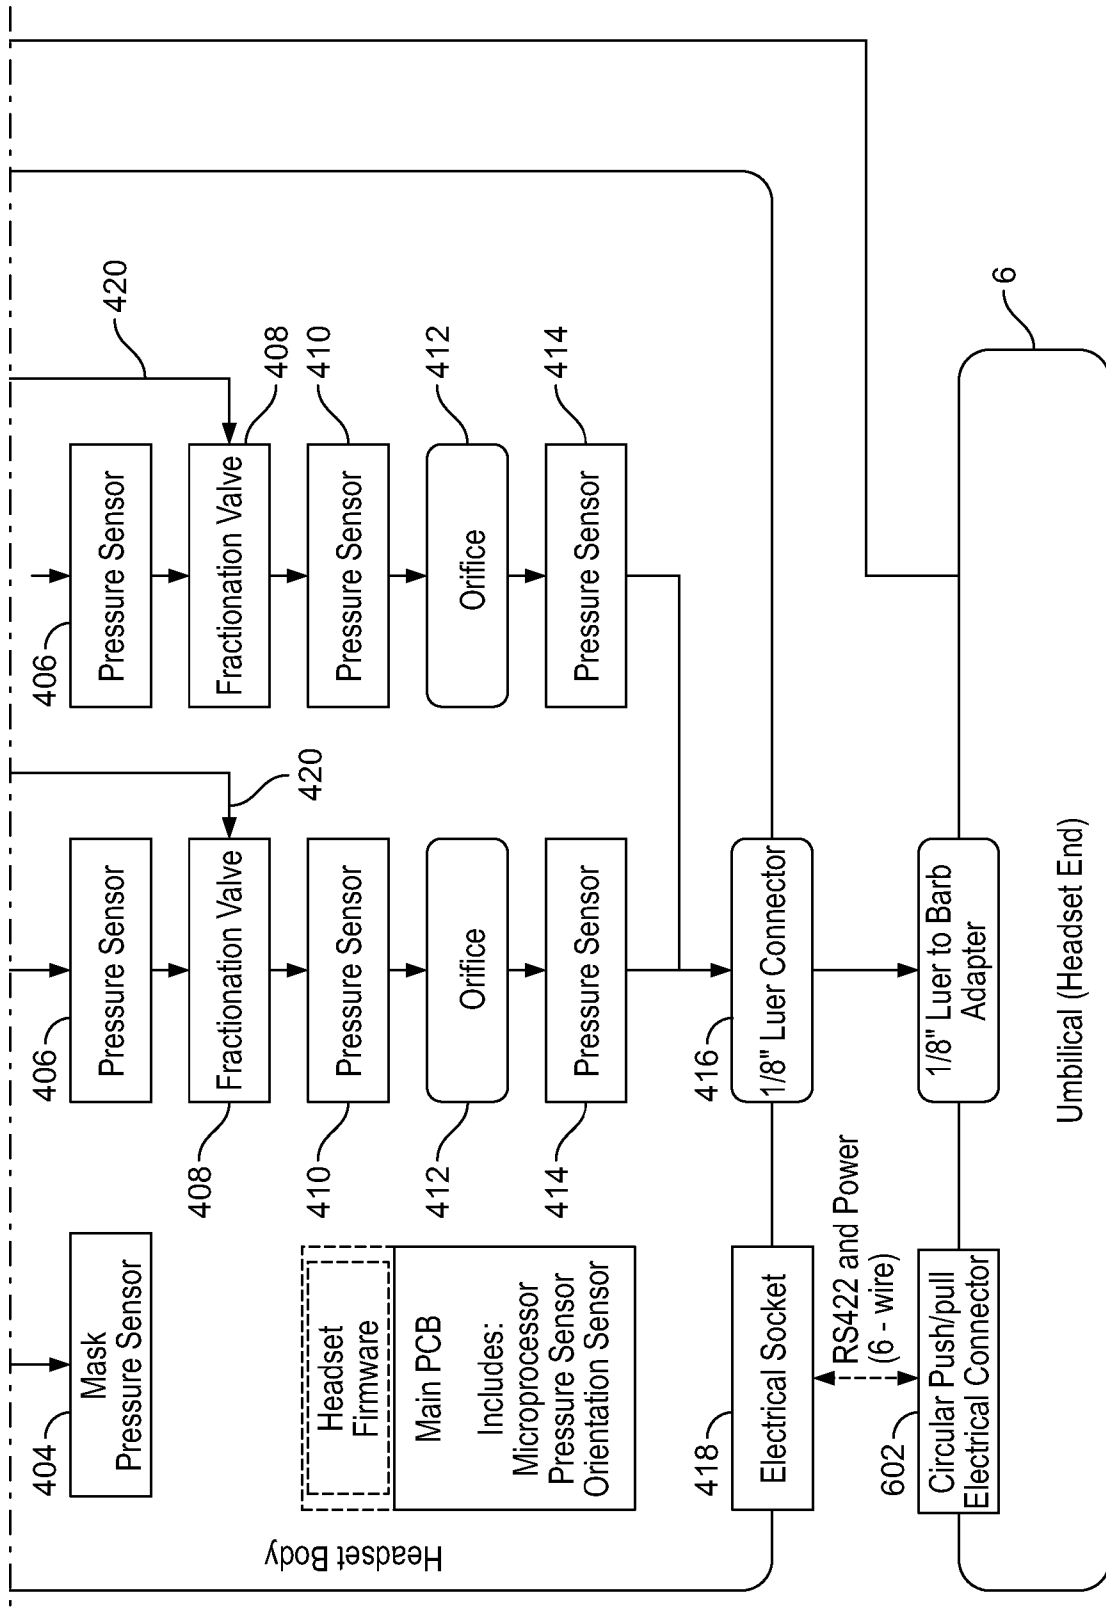 404
Mask
Pressure Sensor
406
Pressure Sensor
420
406
Pressure Sensor
420
408
Fractionation Valve
Fractionation Valve
408
Headset
Firmware
410
Pressure Sensor
Pressure Sensor
410
Main PCB
Includes:
Microprocessor
Pressure Sensor
Orientation Sensor
412
Orifice
Orifice
412
414
Pressure Sensor
Pressure Sensor
414
Headset Body
418
Electrical Socket
416
1/8" Luer Connector
RS422 and Power
(6 - wire)
602
Circular Push/pull
Electrical Connector
1/8" Luer to Barb
Adapter
6
Umbilical (Headset End)